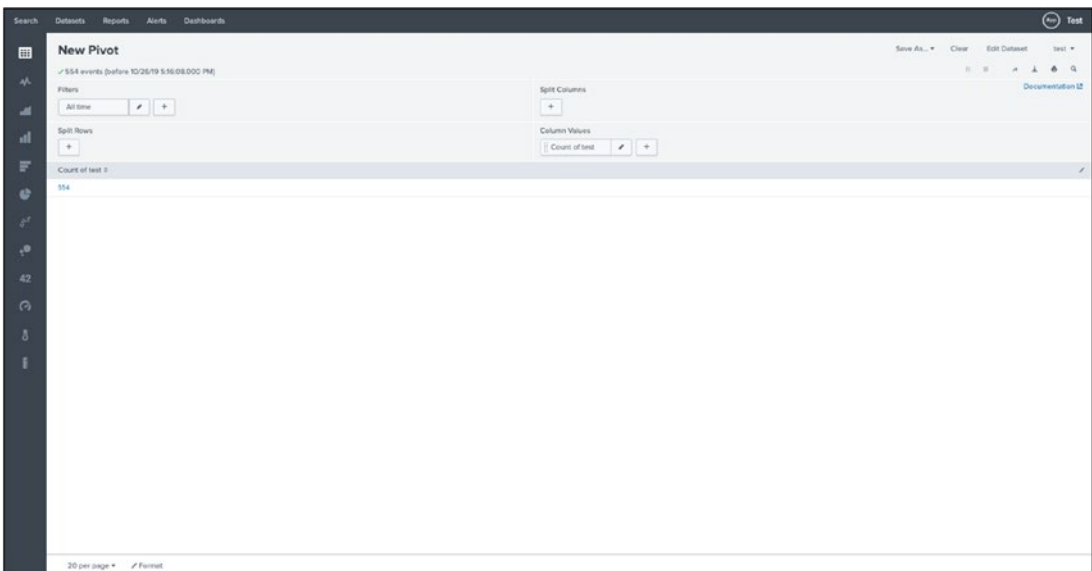 Search Datasets Reports Alerts Dashboards App Test
New Pivot Save As... Clear Edit Dataset test
✓ 554 events (before 10/26/19 5:16:08.000 PM)
Documentation
Filters Split Columns
All time + +
Split Rows Column Values
+ Count of test +
Count of test
554
42
20 per page Format